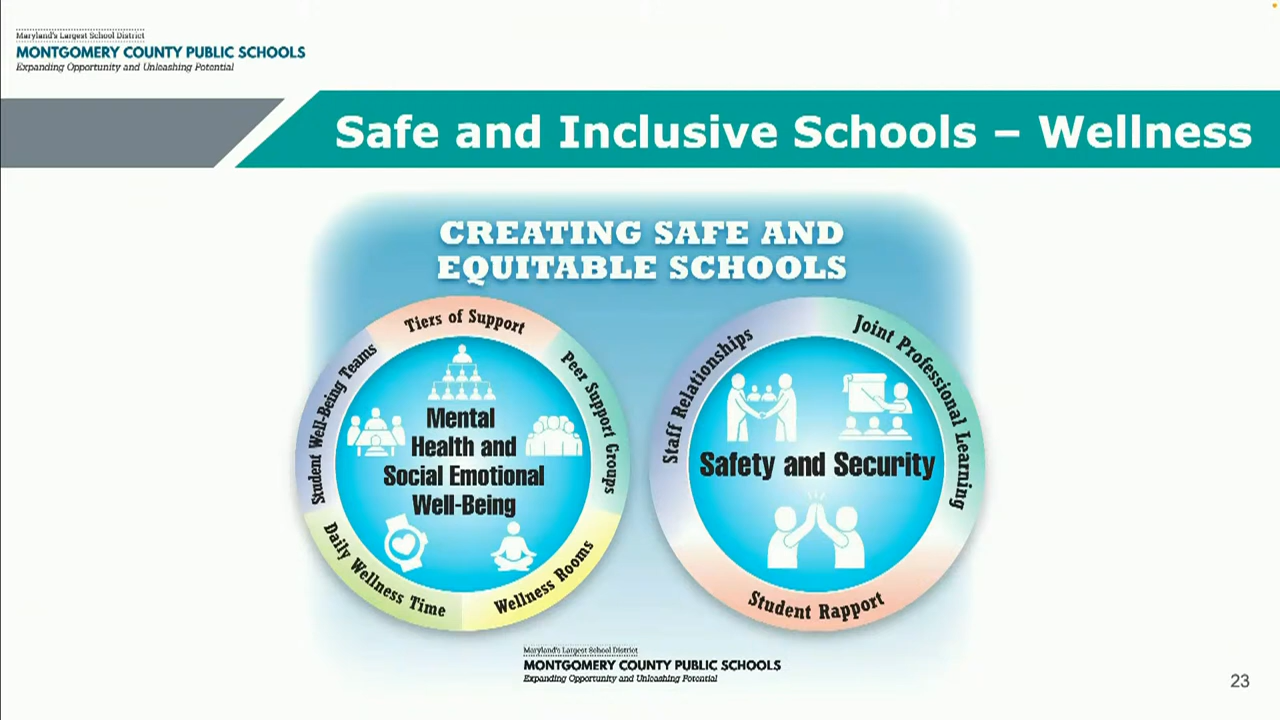 Maryland's Largest School District
MONTGOMERY COUNTY PUBLIC SCHOOLS
Expanding Opportunity and Unleashing Potential
Safe and Inclusive Schools – Wellness
CREATING SAFE AND
EQUITABLE SCHOOLS
Tiers of Support
Student Well-Being Teams
Peer Support Groups
Mental
Health and
Social Emotional
Well-Being
Daily Wellness Time
Wellness Rooms
Staff Relationships
Joint Professional Learning
Safety and Security
Student Rapport
Maryland's Largest School District
MONTGOMERY COUNTY PUBLIC SCHOOLS
Expanding Opportunity and Unleashing Potential
23